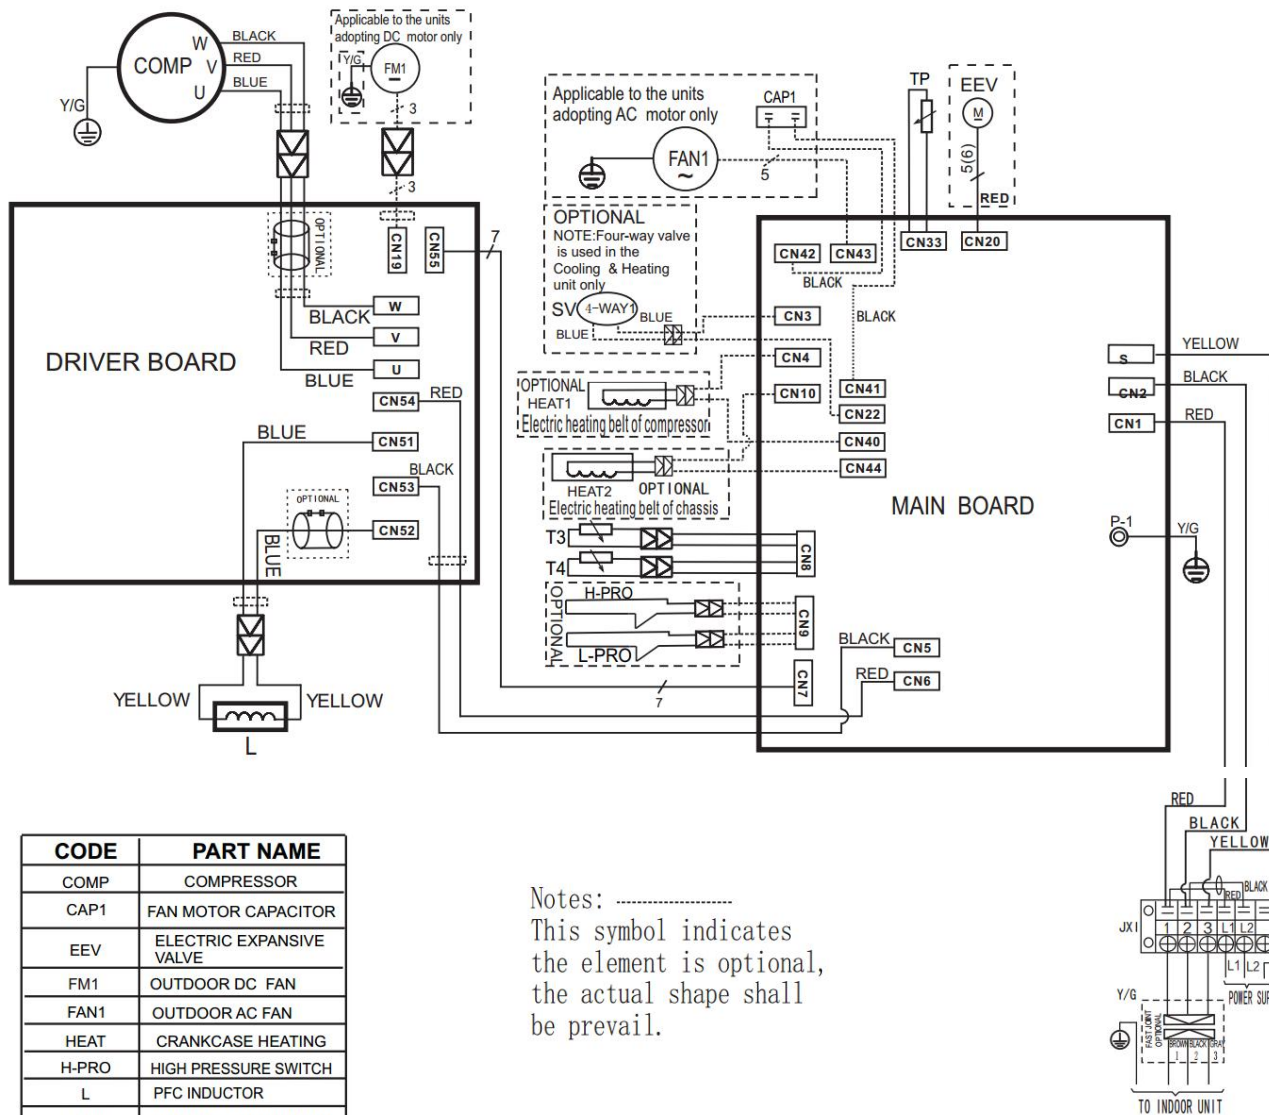 COMP
W
V
U
BLACK
RED
BLUE
Y/G
Applicable to the units
adopting DC motor only
Y/G
FM1
3
3
Applicable to the units
adopting AC motor only
CAP1
FAN1
5
TP
EEV
M
5(6)
RED
OPTIONAL
NOTE:Four-way valve
is used in the
Cooling & Heating
unit only
SV
4-WAY1
BLUE
BLUE
DRIVER BOARD
OPTIONAL
CN19
CN55
7
W
BLACK
V
RED
U
BLUE
CN54
RED
CN51
BLUE
BLACK
CN53
OPTIONAL
CN52
BLUE
YELLOW
YELLOW
L
OPTIONAL
HEAT1
Electric heating belt of compressor
HEAT2
OPTIONAL
Electric heating belt of chassis
T3
T4
OPTIONAL
H-PRO
L-PRO
7
MAIN BOARD
CN42
CN43
CN33
CN20
BLACK
CN3
BLACK
CN4
CN10
CN41
CN22
CN40
CN44
CN8
CN9
CN7
BLACK
CN5
RED
CN6
S
YELLOW
CN2
BLACK
CN1
RED
P-1
Y/G
RED
BLACK
YELLOW
RED
BLACK
JX1
1
2
3
L1
L2
L1
L2
POWER SUP
Y/G
FAST JOINT
OPTIONAL
BROWN
BLACK
GRAY
1
2
3
TO INDOOR UNIT
CODE PART NAME
COMP COMPRESSOR
CAP1 FAN MOTOR CAPACITOR
EEV ELECTRIC EXPANSIVE
VALVE
FM1 OUTDOOR DC FAN
FAN1 OUTDOOR AC FAN
HEAT CRANKCASE HEATING
H-PRO HIGH PRESSURE SWITCH
L PFC INDUCTOR
Notes:
This symbol indicates
the element is optional,
the actual shape shall
be prevail.